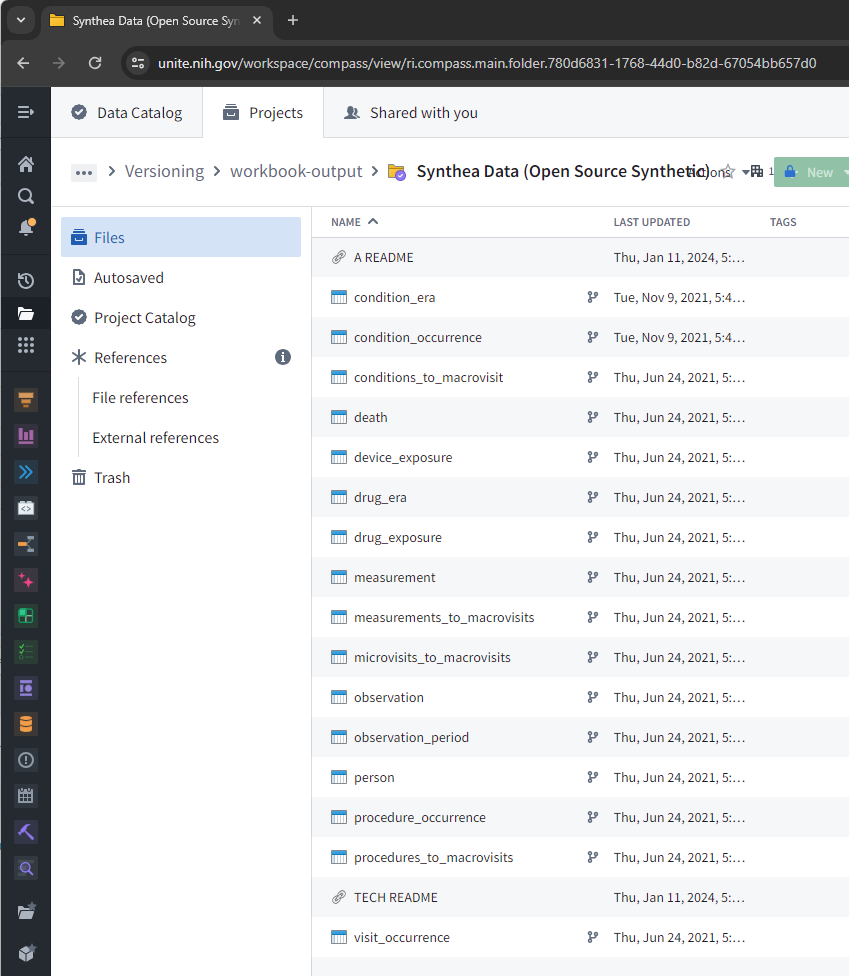 Synthea Data (Open Source Syn
unite.nih.gov/workspace/compass/view/ri.compass.main.folder.780d6831-1768-44d0-b82d-67054bb657d0
Data Catalog Projects Shared with you
••• > Versioning > workbook-output > Synthea Data (Open Source Synthetic) Actions 1 New
Files
Autosaved
Project Catalog
References
File references
External references
Trash
NAME LAST UPDATED TAGS
A README Thu, Jan 11, 2024, 5:…
condition_era Tue, Nov 9, 2021, 5:4…
condition_occurrence Tue, Nov 9, 2021, 5:4…
conditions_to_macrovisit Thu, Jun 24, 2021, 5:…
death Thu, Jun 24, 2021, 5:…
device_exposure Thu, Jun 24, 2021, 5:…
drug_era Thu, Jun 24, 2021, 5:…
drug_exposure Thu, Jun 24, 2021, 5:…
measurement Thu, Jun 24, 2021, 5:…
measurements_to_macrovisits Thu, Jun 24, 2021, 5:…
microvisits_to_macrovisits Thu, Jun 24, 2021, 5:…
observation Thu, Jun 24, 2021, 5:…
observation_period Thu, Jun 24, 2021, 5:…
person Thu, Jun 24, 2021, 5:…
procedure_occurrence Thu, Jun 24, 2021, 5:…
procedures_to_macrovisits Thu, Jun 24, 2021, 5:…
TECH README Thu, Jan 11, 2024, 5:…
visit_occurrence Thu, Jun 24, 2021, 5:…